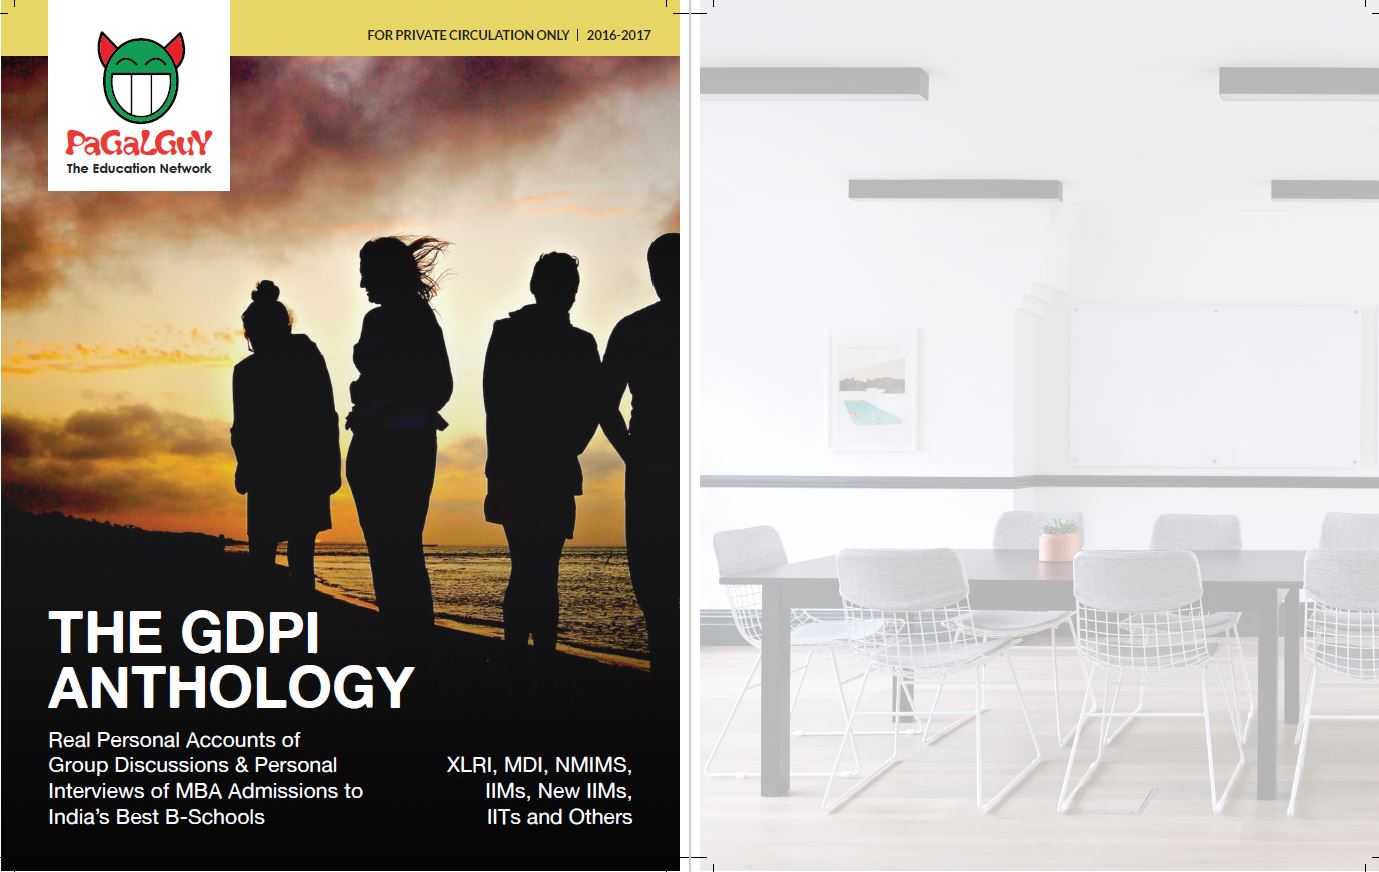 FOR PRIVATE CIRCULATION ONLY | 2016-2017
PaGaLGuY
The Education Network
THE GDPI
ANTHOLOGY
Real Personal Accounts of
Group Discussions & Personal
Interviews of MBA Admissions to
India's Best B-Schools
XLRI, MDI, NMIMS,
IIMs, New IIMs,
IITs and Others